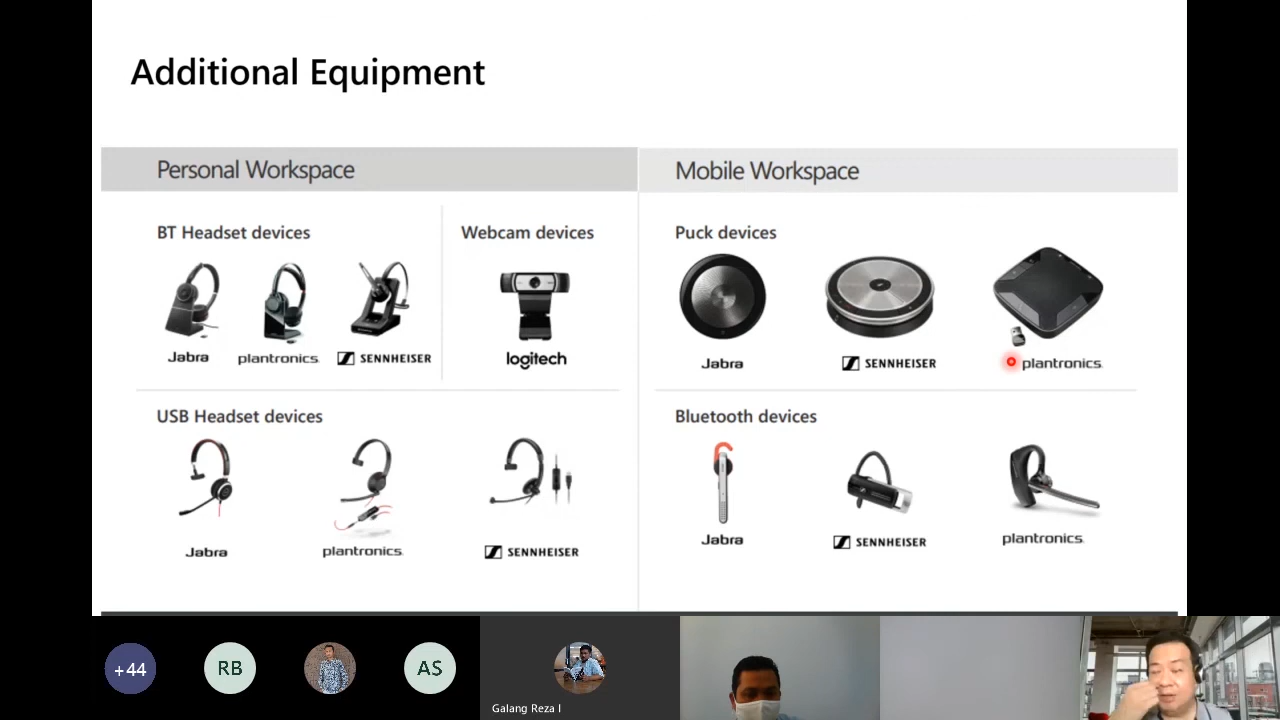 Additional Equipment
Personal Workspace
Mobile Workspace
BT Headset devices
Webcam devices
Puck devices
Jabra
plantronics.
SENNHEISER
logitech
Jabra
SENNHEISER
plantronics.
USB Headset devices
Bluetooth devices
Jabra
plantronics.
SENNHEISER
Jabra
SENNHEISER
plantronics.
+44
RB
AS
Galang Reza I